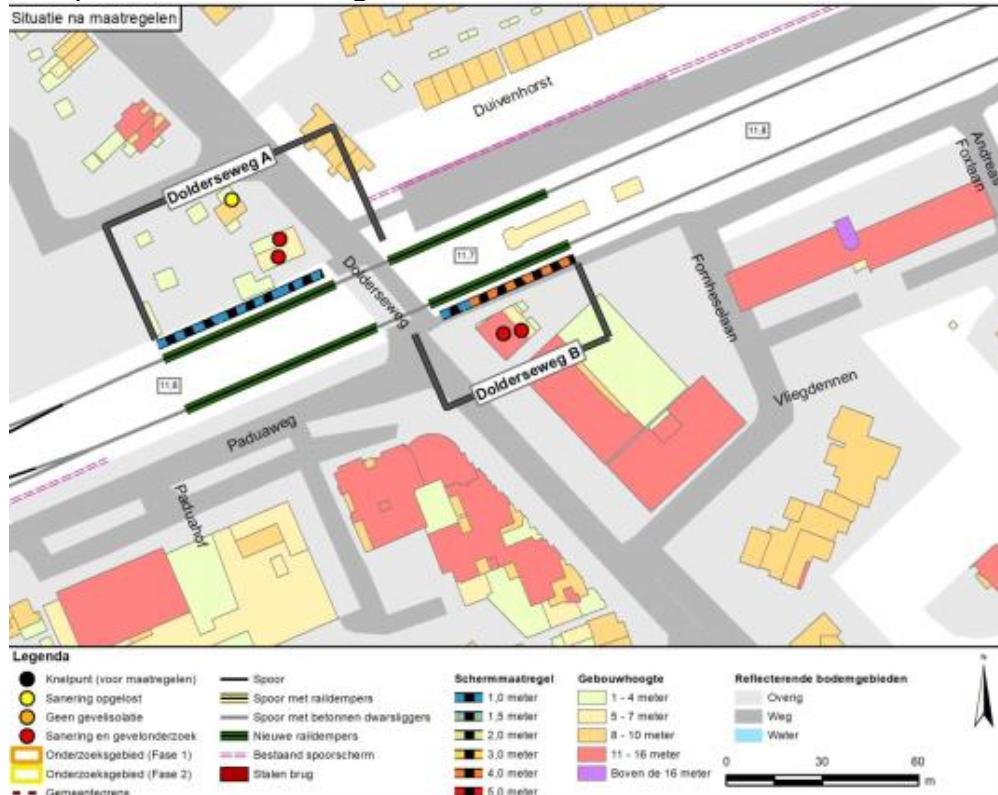 Situatie na maatregelen
Duivenhorst
11,8
Andreas
Foxlaan
Dolderseweg A
11,7
Dolderseweg
Fornheselaan
Dolderseweg B
11,6
Vliegdennen
Paduaweg
Paduahof
Legenda
Knelpunt (voor maatregelen)
Sanering opgelost
Geen gevelisolatie
Sanering en gevelonderzoek
Onderzoeksgebied (Fase 1)
Onderzoeksgebied (Fase 2)
Gemeentegrens
Spoor
Spoor met raildempers
Spoor met betonnen dwarsliggers
Nieuwe raildempers
Bestaand spoorscherm
Stalen brug
Schermmaatregel
1,0 meter
1,5 meter
2,0 meter
3,0 meter
4,0 meter
5,0 meter
Gebouwhoogte
1 - 4 meter
5 - 7 meter
8 - 10 meter
11 - 16 meter
Boven de 16 meter
Reflecterende bodemgebieden
Overig
Weg
Water
0 30 60
m